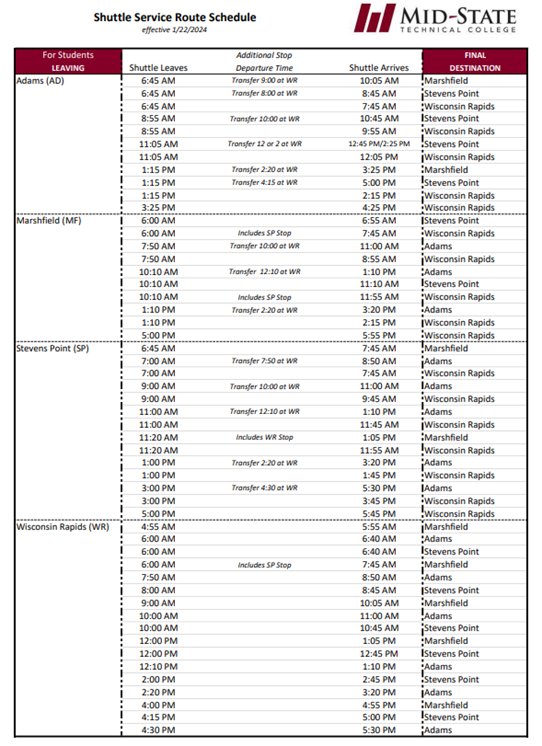 Shuttle Service Route Schedule
effective 1/22/2024
MID-STATE
TECHNICAL COLLEGE
For Students Additional Stop FINAL
LEAVING Shuttle Leaves Departure Time Shuttle Arrives DESTINATION
Adams (AD) 6:45 AM Transfer 9:00 at WR 10:05 AM Marshfield
6:45 AM Transfer 8:00 at WR 8:45 AM Stevens Point
6:45 AM 7:45 AM Wisconsin Rapids
8:55 AM Transfer 10:00 at WR 10:45 AM Stevens Point
8:55 AM 9:55 AM Wisconsin Rapids
11:05 AM Transfer 12 or 2 at WR 12:45 PM/2:25 PM Stevens Point
11:05 AM 12:05 PM Wisconsin Rapids
1:15 PM Transfer 2:20 at WR 3:25 PM Marshfield
1:15 PM Transfer 4:15 at WR 5:00 PM Stevens Point
1:15 PM 2:15 PM Wisconsin Rapids
3:25 PM 4:25 PM Wisconsin Rapids
Marshfield (MF) 6:00 AM 6:55 AM Stevens Point
6:00 AM Includes SP Stop 7:45 AM Wisconsin Rapids
7:50 AM Transfer 10:00 at WR 11:00 AM Adams
7:50 AM 8:55 AM Wisconsin Rapids
10:10 AM Transfer 12:10 at WR 1:10 PM Adams
10:10 AM 11:10 AM Stevens Point
10:10 AM Includes SP Stop 11:55 AM Wisconsin Rapids
1:10 PM Transfer 2:20 at WR 3:20 PM Adams
1:10 PM 2:15 PM Wisconsin Rapids
5:00 PM 5:55 PM Wisconsin Rapids
Stevens Point (SP) 6:45 AM 7:45 AM Marshfield
7:00 AM Transfer 7:50 at WR 8:50 AM Adams
7:00 AM 7:45 AM Wisconsin Rapids
9:00 AM Transfer 10:00 at WR 11:00 AM Adams
9:00 AM 9:45 AM Wisconsin Rapids
11:00 AM Transfer 12:10 at WR 1:10 PM Adams
11:00 AM 11:45 AM Wisconsin Rapids
11:20 AM Includes WR Stop 1:05 PM Marshfield
11:20 AM 11:55 AM Wisconsin Rapids
1:00 PM Transfer 2:20 at WR 3:20 PM Adams
1:00 PM 1:45 PM Wisconsin Rapids
3:00 PM Transfer 4:30 at WR 5:30 PM Adams
3:00 PM 3:45 PM Wisconsin Rapids
5:00 PM 5:45 PM Wisconsin Rapids
Wisconsin Rapids (WR) 4:55 AM 5:55 AM Marshfield
6:00 AM 6:40 AM Adams
6:00 AM 6:40 AM Stevens Point
6:00 AM Includes SP Stop 7:45 AM Marshfield
7:50 AM 8:50 AM Adams
8:00 AM 8:45 AM Stevens Point
9:00 AM 10:05 AM Marshfield
10:00 AM 11:00 AM Adams
10:00 AM 10:45 AM Stevens Point
12:00 PM 1:05 PM Marshfield
12:00 PM 12:45 PM Stevens Point
12:10 PM 1:10 PM Adams
2:00 PM 2:45 PM Stevens Point
2:20 PM 3:20 PM Adams
4:00 PM 4:55 PM Marshfield
4:15 PM 5:00 PM Stevens Point
4:30 PM 5:30 PM Adams